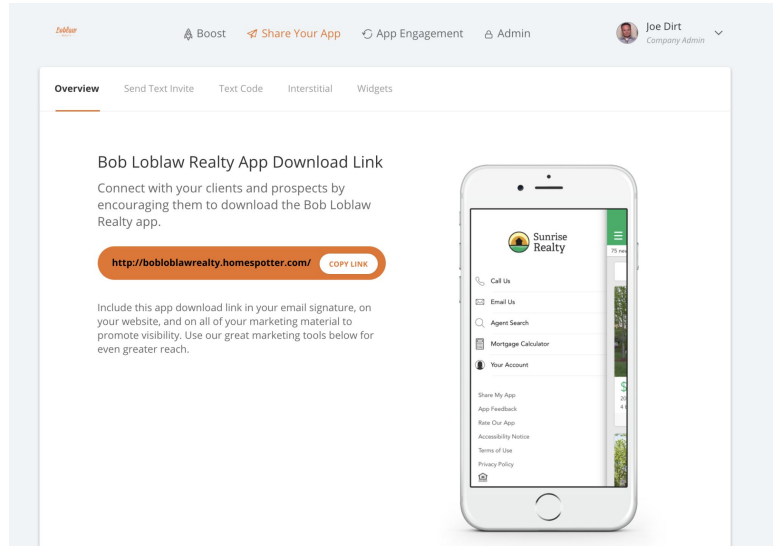 Loblaw
Boost
Share Your App
App Engagement
Admin
Joe Dirt
Company Admin
Overview
Send Text Invite
Text Code
Interstitial
Widgets
Bob Loblaw Realty App Download Link
Connect with your clients and prospects by
encouraging them to download the Bob Loblaw
Realty app.
http://bobloblawrealty.homespotter.com/
COPY LINK
Include this app download link in your email signature, on
your website, and on all of your marketing material to
promote visibility. Use our great marketing tools below for
even greater reach.
Sunrise
Realty
Call Us
Email Us
Agent Search
Mortgage Calculator
Your Account
Share My App
App Feedback
Rate Our App
Accessibility Notice
Terms of Use
Privacy Policy
75
$
20